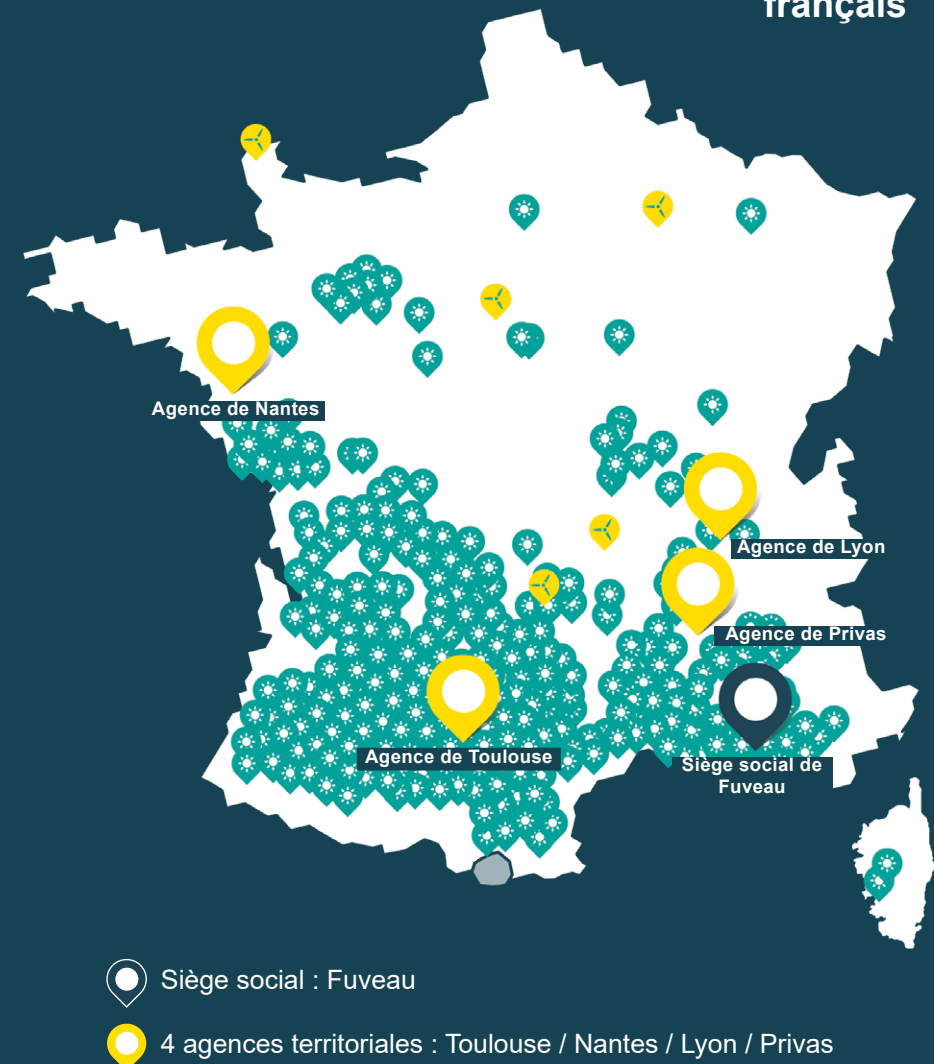 français
Agence de Nantes
Agence de Lyon
Agence de Privas
Agence de Toulouse
Siège social de
Fuveau
Siège social : Fuveau
4 agences territoriales : Toulouse / Nantes / Lyon / Privas